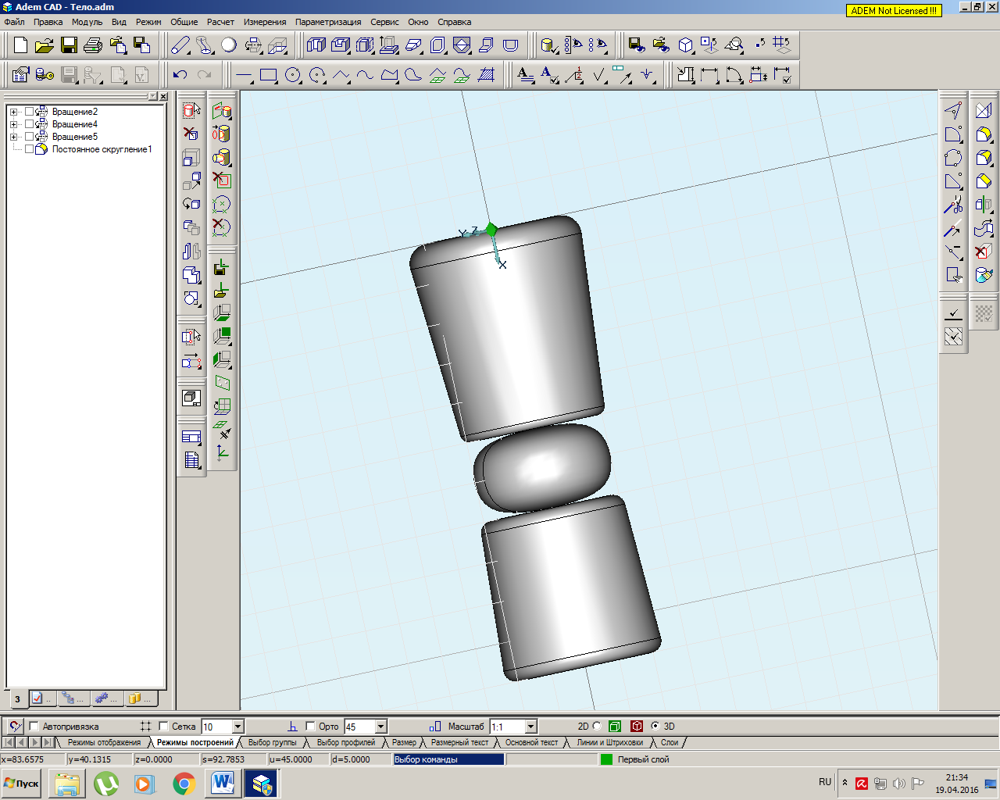 Adem CAD - Тело.adm
ADEM Not Licensed !!!
Файл Правка Модуль Вид Режим Общие Расчет Измерения Параметризация Сервис Окно Справка
Вращение2
Вращение4
Вращение5
Постоянное скругление1
Y Z
X
3 ... ... ... ...
Автопривязка Сетка 10 Орто 45 Масштаб 1:1 2D 3D
Режимы отображения Режимы построений Выбор группы Выбор профилей Размер Размерный текст Основной текст Линии и Штриховки Слои
x=83.6575 y=40.1315 z=0.0000 s=92.7853 u=45.0000 d=5.0000 Выбор команды Первый слой
Пуск RU 21:34
19.04.2016